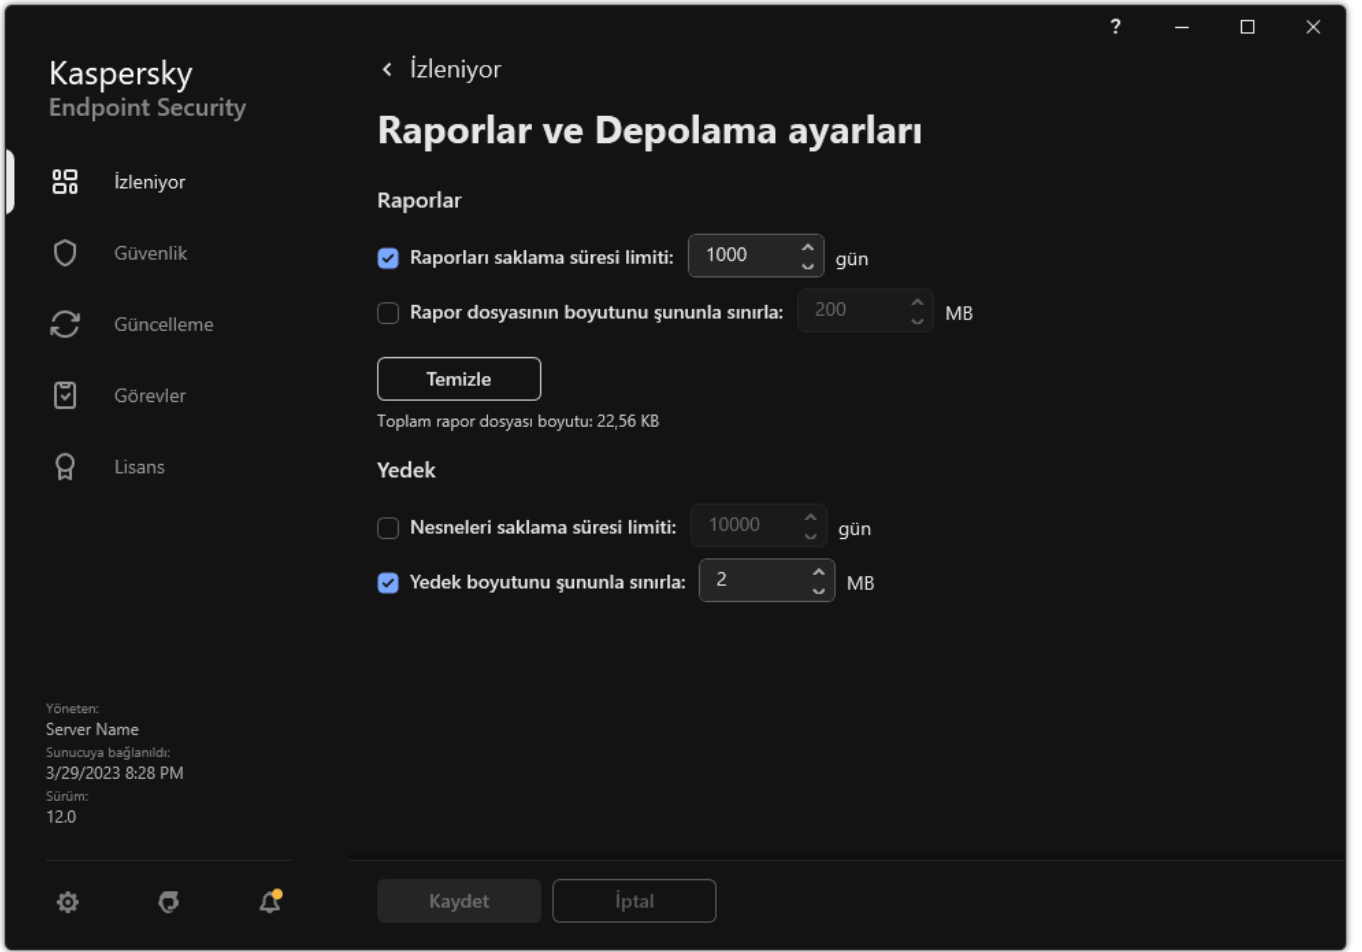 ?
Kaspersky
Endpoint Security
İzleniyor
Güvenlik
Güncelleme
Görevler
Lisans
Yöneten:
Server Name
Sunucuya bağlanıldı:
3/29/2023 8:28 PM
Sürüm:
12.0
İzleniyor
Raporlar ve Depolama ayarları
Raporlar
Raporları saklama süresi limiti: 1000 gün
Rapor dosyasının boyutunu şununla sınırla: 200 MB
Temizle
Toplam rapor dosyası boyutu: 22,56 KB
Yedek
Nesneleri saklama süresi limiti: 10000 gün
Yedek boyutunu şununla sınırla: 2 MB
Kaydet İptal